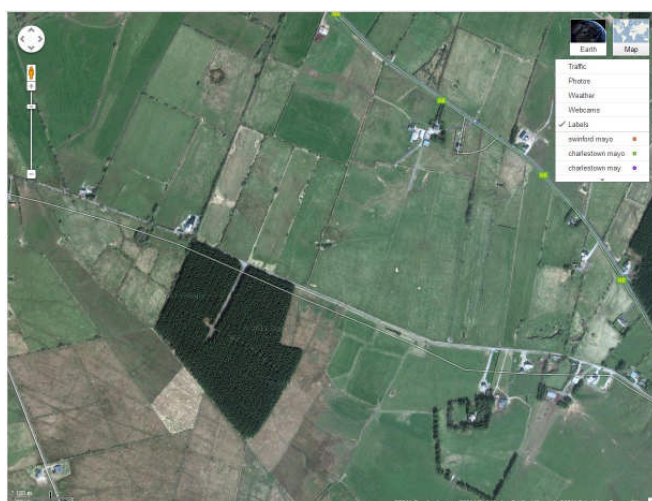 Earth
Map
Traffic
Photos
Weather
Webcams
Labels
swinford mayo
charlestown mayo
charlestown may